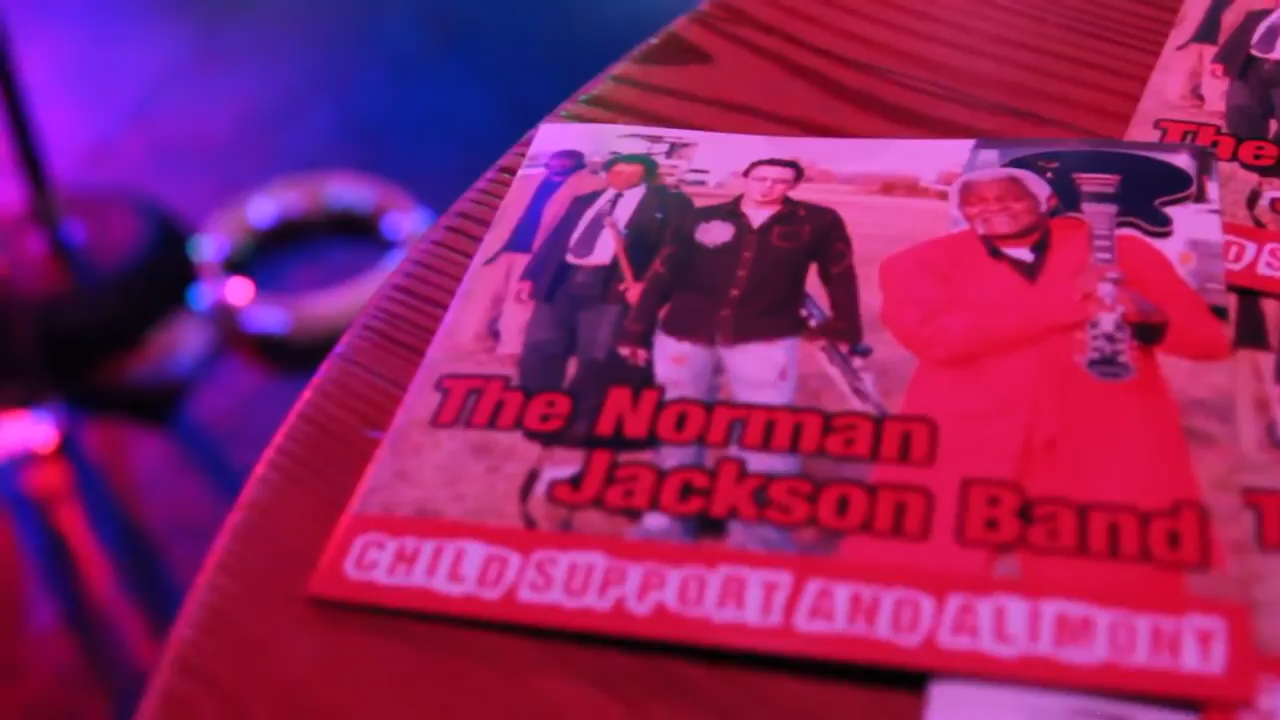 The Norman
Jackson Band
CHILD SUPPORT AND ALIMONY
The